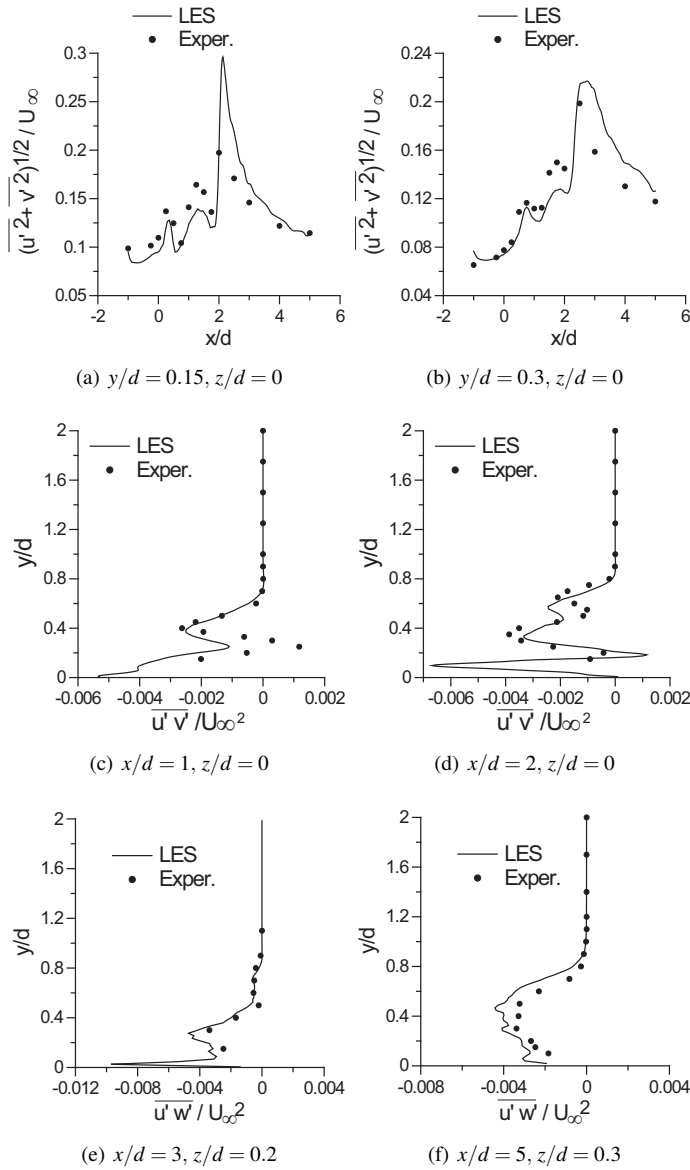 LES
Exper.
0.3
0.25
0.2
0.15
0.1
0.05
(u' 2+ v' 2)1/2 / U∞
-2 0 2 4 6
x/d
(a) y/d = 0.15, z/d = 0
LES
Exper.
0.24
0.2
0.16
0.12
0.08
0.04
(u' 2+ v' 2)1/2 / U∞
-2 0 2 4 6
x/d
(b) y/d = 0.3, z/d = 0
2
1.6
1.2
0.8
0.4
0
y/d
LES
Exper.
-0.006 -0.004 -0.002 0 0.002
u' v' /U∞2
(c) x/d = 1, z/d = 0
2
1.6
1.2
0.8
0.4
0
y/d
LES
Exper.
-0.006 -0.004 -0.002 0
u' v' /U∞2
(d) x/d = 2, z/d = 0
2
1.6
1.2
0.8
0.4
0
y/d
LES
Exper.
-0.012 -0.008 -0.004 0 0.004
u' w' / U∞2
(e) x/d = 3, z/d = 0.2
2
1.6
1.2
0.8
0.4
0
y/d
LES
Exper.
-0.008 -0.004 0 0.004
u' w' / U∞2
(f) x/d = 5, z/d = 0.3